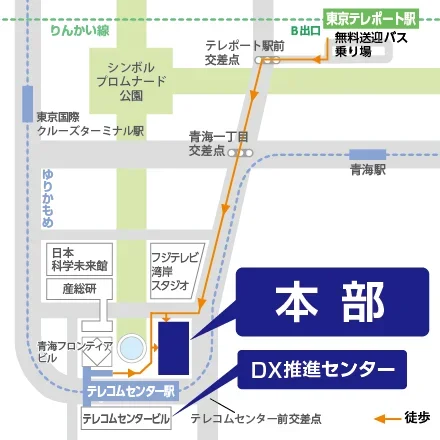 東京テレポート駅
りんかい線
B出口
無料送迎バス
乗り場
テレポート駅前
交差点
シンボル
プロムナード
公園
東京国際
クルーズターミナル駅
青海一丁目
交差点
青海駅
ゆりかもめ
日本
科学未来館
産総研
フジテレビ
湾岸
スタジオ
本部
青海フロンティア
ビル
DX推進センター
テレコムセンター駅
テレコムセンタービル
テレコムセンター前交差点
徒歩